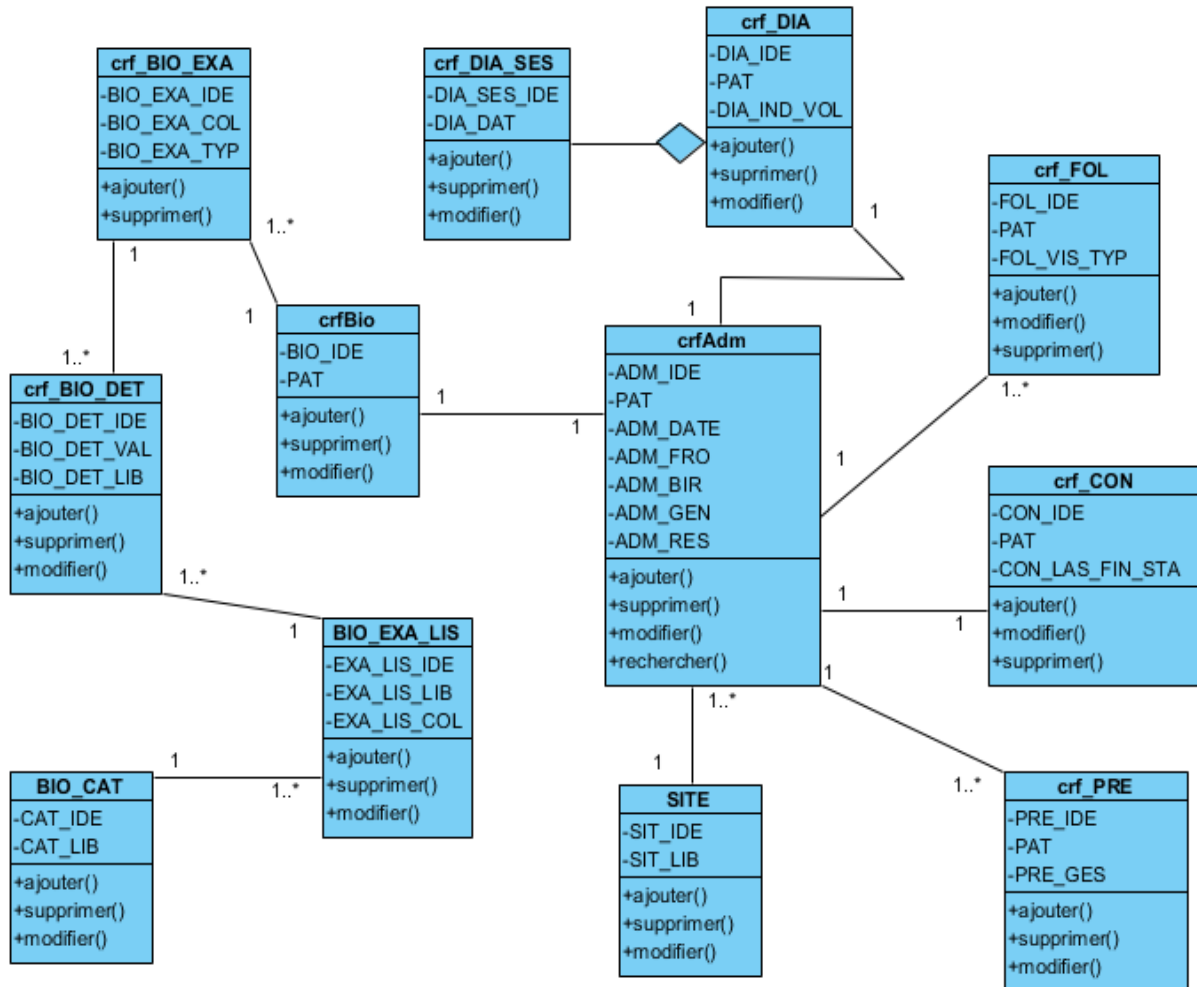 crf_BIO_EXA
-BIO_EXA_IDE
-BIO_EXA_COL
-BIO_EXA_TYP
+ajouter()
+supprimer()
crf_DIA_SES
-DIA_SES_IDE
-DIA_DAT
+ajouter()
+supprimer()
+modifier()
crf_DIA
-DIA_IDE
-PAT
-DIA_IND_VOL
+ajouter()
+suprrimer()
+modifier()
crf_FOL
-FOL_IDE
-PAT
-FOL_VIS_TYP
+ajouter()
+modifier()
+supprimer()
1
1..*
1
1..*
1
1
crfBio
-BIO_IDE
-PAT
+ajouter()
+supprimer()
+modifier()
1
1
crfAdm
-ADM_IDE
-PAT
-ADM_DATE
-ADM_FRO
-ADM_BIR
-ADM_GEN
-ADM_RES
+ajouter()
+supprimer()
+modifier()
+rechercher()
1..*
1
crf_BIO_DET
-BIO_DET_IDE
-BIO_DET_VAL
-BIO_DET_LIB
+ajouter()
+supprimer()
+modifier()
crf_CON
-CON_IDE
-PAT
-CON_LAS_FIN_STA
+ajouter()
+modifier()
+supprimer()
1
1
1..*
1
BIO_EXA_LIS
-EXA_LIS_IDE
-EXA_LIS_LIB
-EXA_LIS_COL
+ajouter()
+supprimer()
+modifier()
1
1..*
BIO_CAT
-CAT_IDE
-CAT_LIB
+ajouter()
+supprimer()
+modifier()
1..*
1
SITE
-SIT_IDE
-SIT_LIB
+ajouter()
+supprimer()
+modifier()
1
1..*
crf_PRE
-PRE_IDE
-PAT
-PRE_GES
+ajouter()
+supprimer()
+modifier()